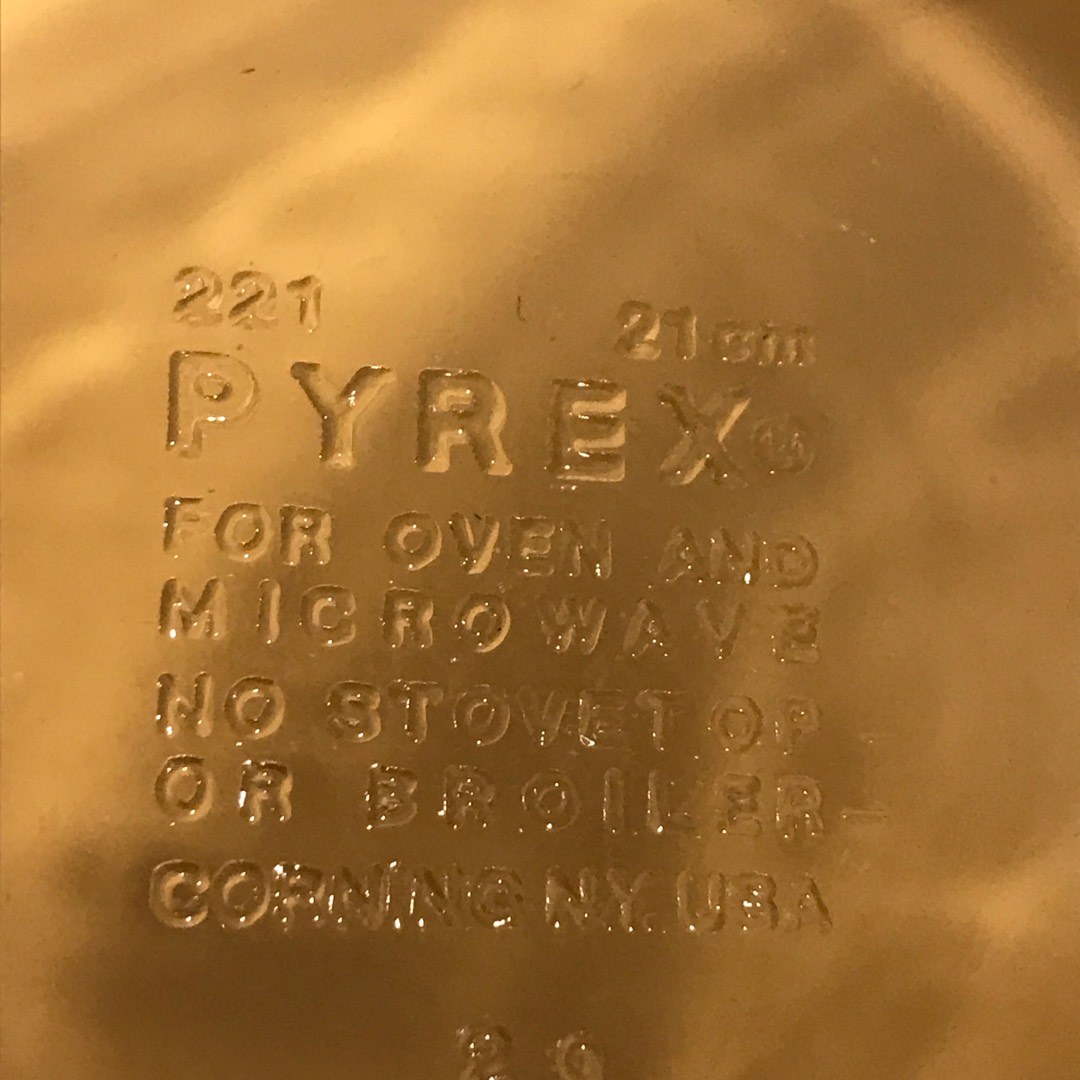 221 21cm
PYREX®
FOR OVEN AND
MICROWAVE
NO STOVETOP
OR BROILER
CORNING N.Y. USA